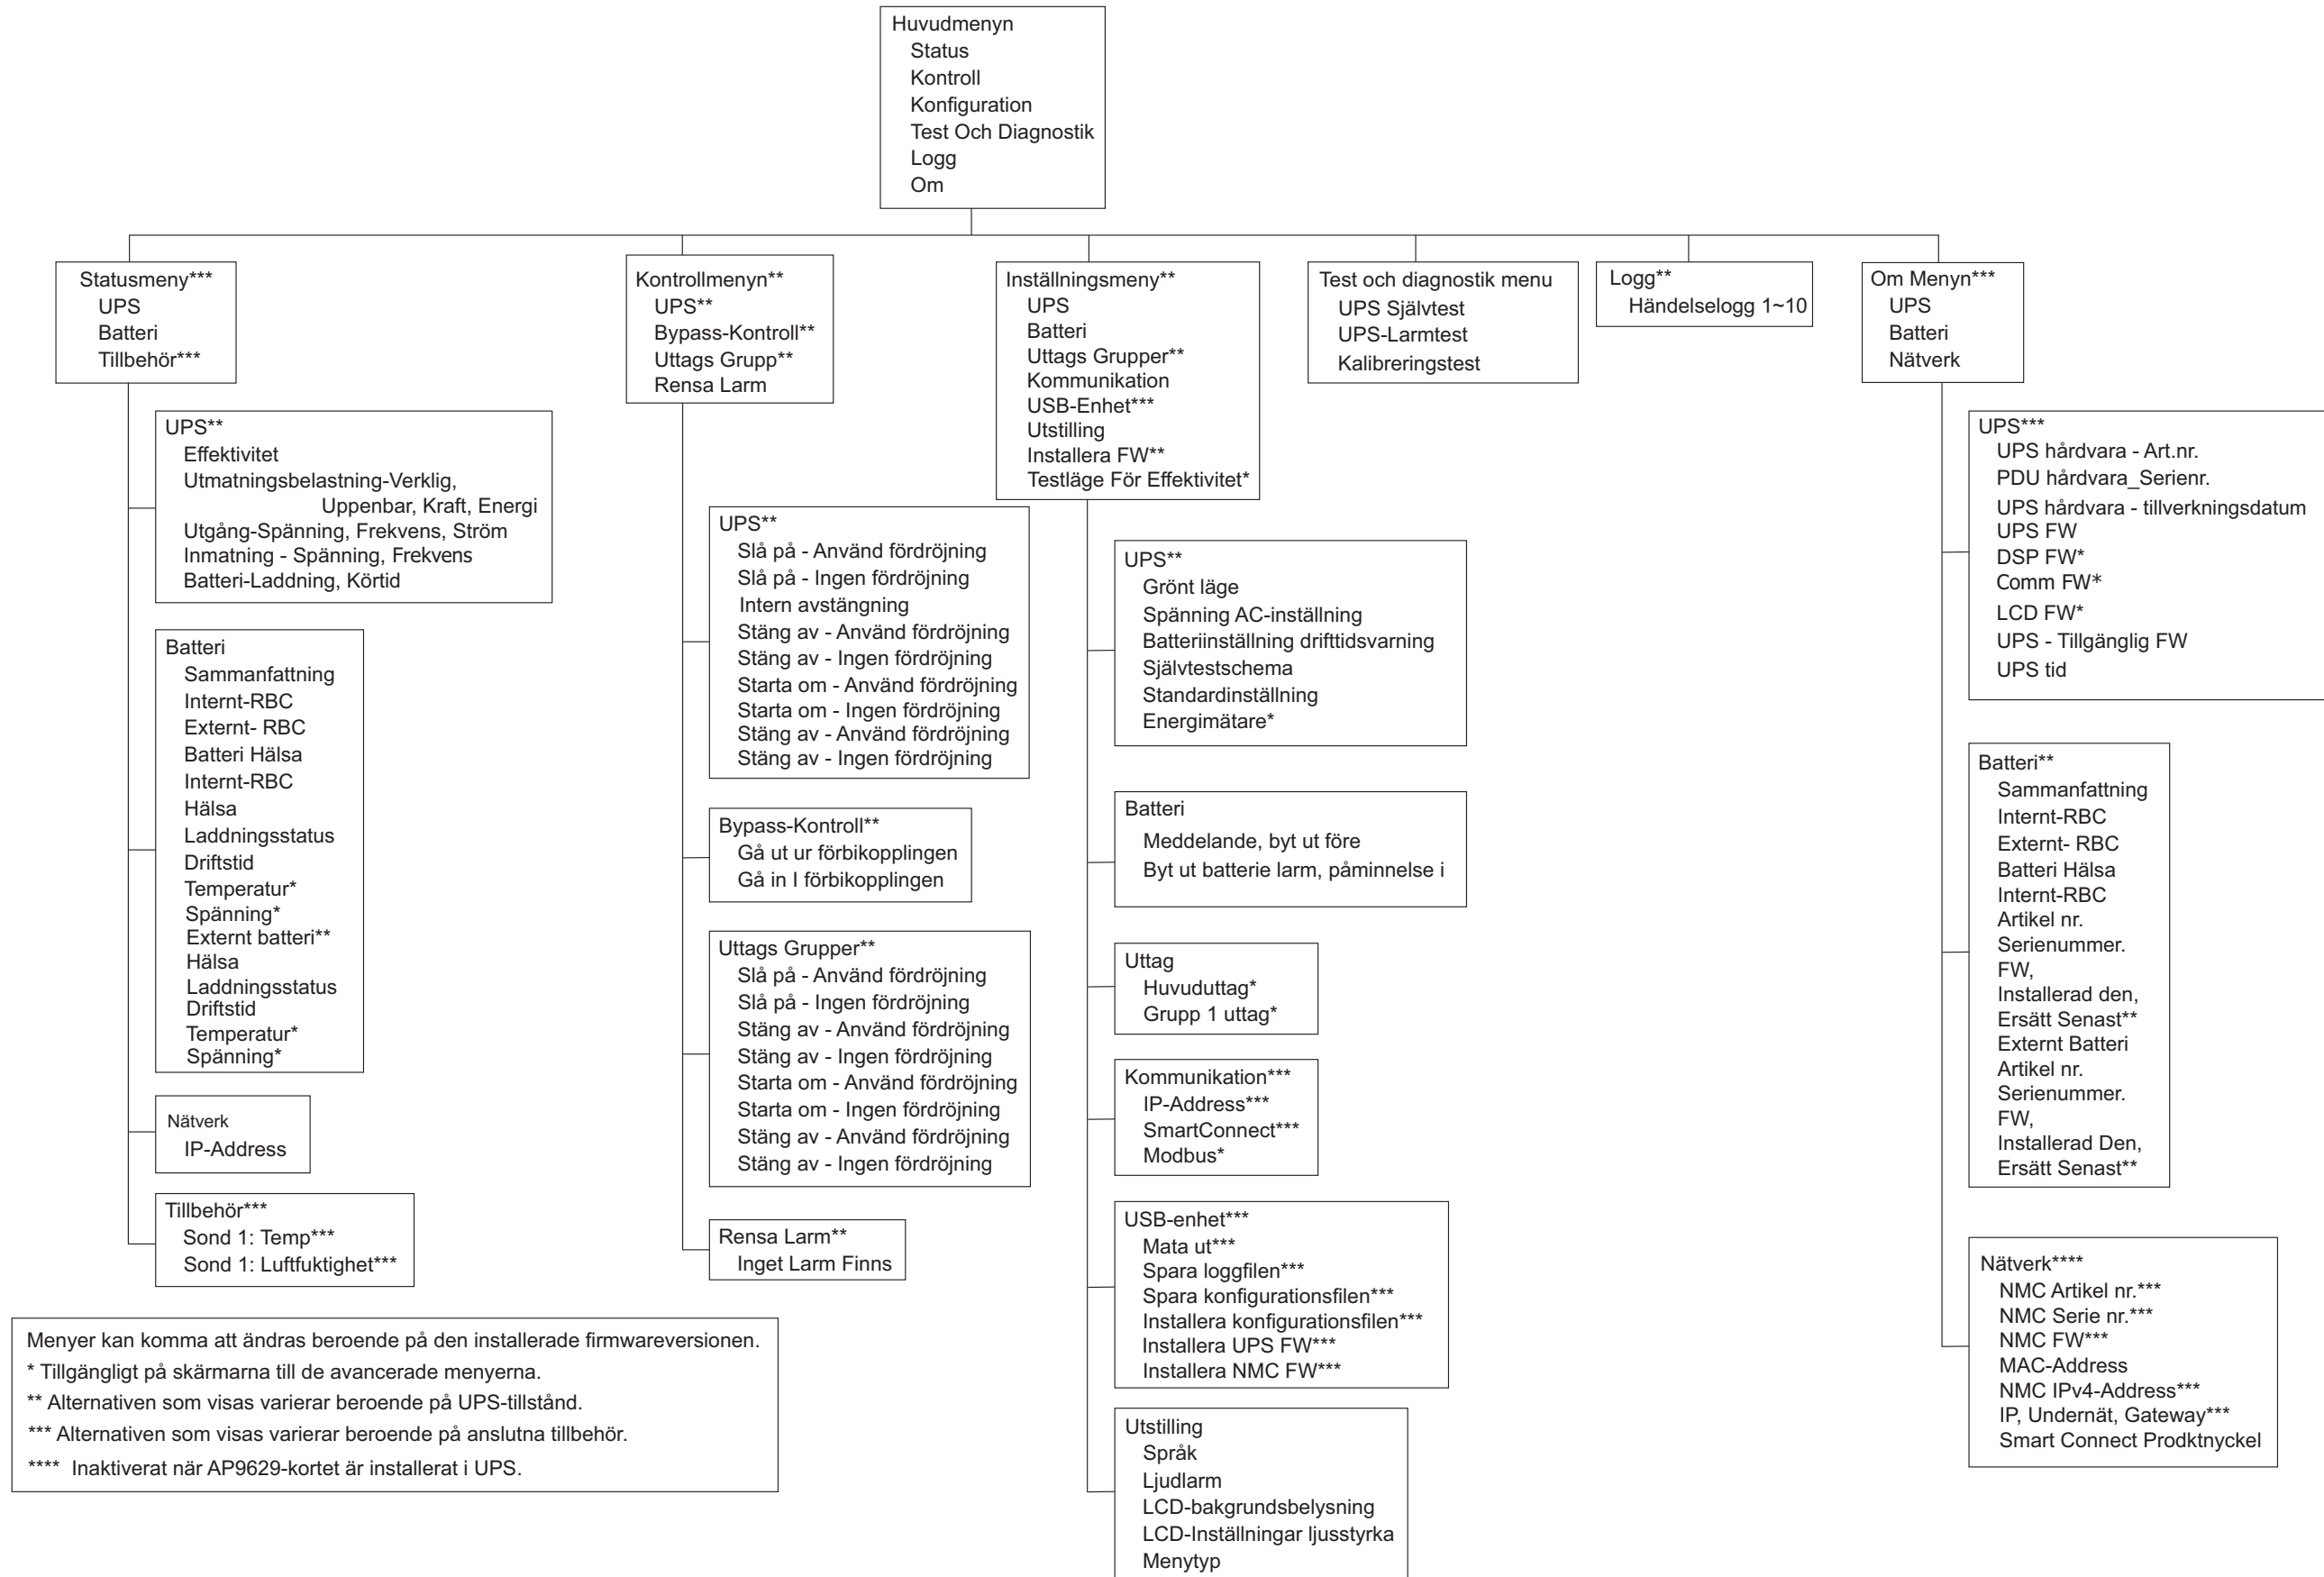 Huvudmenyn
Status
Kontroll
Konfiguration
Test Och Diagnostik
Logg
Om
Statusmeny***
UPS
Batteri
Tillbehör***
UPS**
Effektivitet
Utmatningsbelastning-Verklig,
Uppenbar, Kraft, Energi
Utgång-Spänning, Frekvens, Ström
Inmatning - Spänning, Frekvens
Batteri-Laddning, Körtid
Batteri
Sammanfattning
Internt-RBC
Externt- RBC
Batteri Hälsa
Internt-RBC
Hälsa
Laddningsstatus
Driftstid
Temperatur*
Spänning*
Externt batteri**
Hälsa
Laddningsstatus
Driftstid
Temperatur*
Spänning*
Nätverk
IP-Address
Tillbehör***
Sond 1: Temp***
Sond 1: Luftfuktighet***
Kontrollmenyn**
UPS**
Bypass-Kontroll**
Uttags Grupp**
Rensa Larm
UPS**
Slå på - Använd fördröjning
Slå på - Ingen fördröjning
Intern avstängning
Stäng av - Använd fördröjning
Stäng av - Ingen fördröjning
Starta om - Använd fördröjning
Starta om - Ingen fördröjning
Stäng av - Använd fördröjning
Stäng av - Ingen fördröjning
Bypass-Kontroll**
Gå ut ur förbikopplingen
Gå in I förbikopplingen
Uttags Grupper**
Slå på - Använd fördröjning
Slå på - Ingen fördröjning
Stäng av - Använd fördröjning
Stäng av - Ingen fördröjning
Starta om - Använd fördröjning
Starta om - Ingen fördröjning
Stäng av - Använd fördröjning
Stäng av - Ingen fördröjning
Rensa Larm**
Inget Larm Finns
Inställningsmeny**
UPS
Batteri
Uttags Grupper**
Kommunikation
USB-Enhet***
Utstilling
Installera FW**
Testläge För Effektivitet*
UPS**
Grönt läge
Spänning AC-inställning
Batteriinställning drifttidsvarning
Självtestschema
Standardinställning
Energimätare*
Batteri
Meddelande, byt ut före
Byt ut batterie larm, påminnelse i
Uttag
Huvuduttag*
Grupp 1 uttag*
Kommunikation***
IP-Address***
SmartConnect***
Modbus*
USB-enhet***
Mata ut***
Spara loggfilen***
Spara konfigurationsfilen***
Installera konfigurationsfilen***
Installera UPS FW***
Installera NMC FW***
Utstilling
Språk
Ljudlarm
LCD-bakgrundsbelysning
LCD-Inställningar ljusstyrka
Menytyp
Test och diagnostik menu
UPS Självtest
UPS-Larmtest
Kalibreringstest
Logg**
Händelselogg 1~10
Om Menyn***
UPS
Batteri
Nätverk
UPS***
UPS hårdvara - Art.nr.
PDU hårdvara_Serienr.
UPS hårdvara - tillverkningsdatum
UPS FW
DSP FW*
Comm FW*
LCD FW*
UPS - Tillgänglig FW
UPS tid
Batteri**
Sammanfattning
Internt-RBC
Externt- RBC
Batteri Hälsa
Internt-RBC
Artikel nr.
Serienummer.
FW,
Installerad den,
Ersätt Senast**
Externt Batteri
Artikel nr.
Serienummer.
FW,
Installerad Den,
Ersätt Senast**
Nätverk****
NMC Artikel nr.***
NMC Serie nr.***
NMC FW***
MAC-Address
NMC IPv4-Address***
IP, Undernät, Gateway***
Smart Connect Prodktnyckel
Menyer kan komma att ändras beroende på den installerade firmwareversionen.
* Tillgängligt på skärmarna till de avancerade menyerna.
** Alternativen som visas varierar beroende på UPS-tillstånd.
*** Alternativen som visas varierar beroende på anslutna tillbehör.
**** Inaktiverat när AP9629-kortet är installerat i UPS.